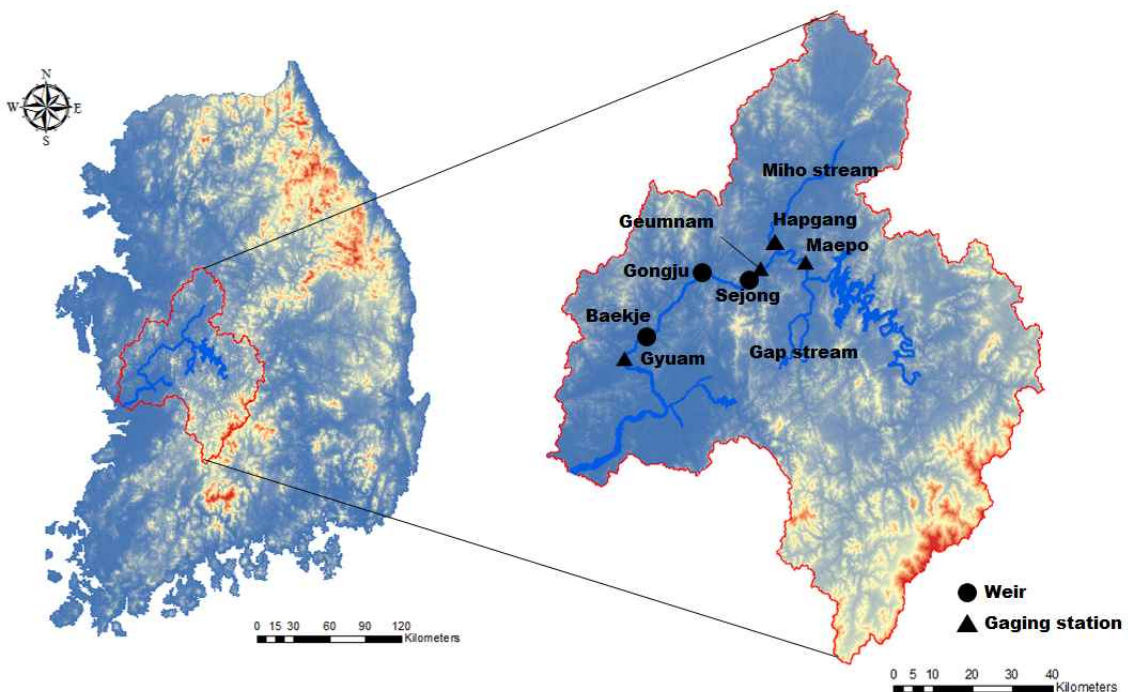 N
W E
S
Miho stream
Geumnam
Hapgang
Maepo
Gongju
Sejong
Baekje
Gyuam
Gap stream
Weir
Gaging station
0 15 30 60 90 120
Kilometers
0 5 10 20 30 40
Kilometers